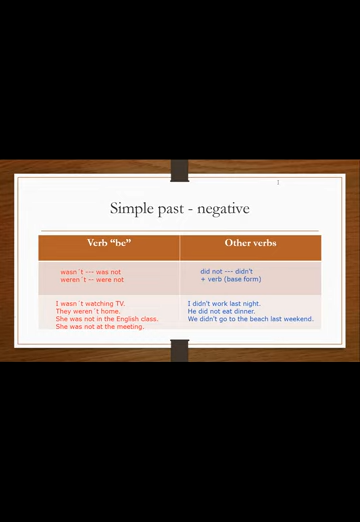 1
Simple past - negative
Verb “be”
Other verbs
wasn´t --- was not
weren´t -- were not
did not --- didn't
+ verb (base form)
I wasn´t watching TV.
They weren´t home.
She was not in the English class.
She was not at the meeting.
I didn't work last night.
He did not eat dinner.
We didn't go to the beach last weekend.